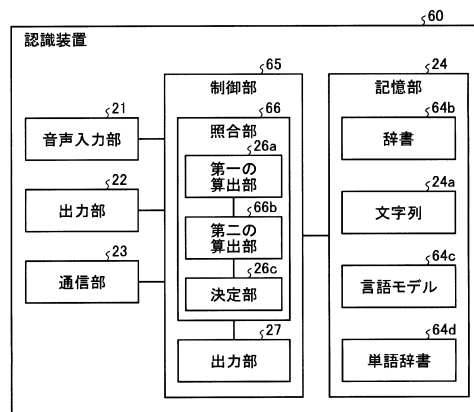 60
認識装置
65
制御部
24
記憶部
21
音声入力部
66
照合部
64b
辞書
26a
第一の
算出部
22
出力部
66b
第二の
算出部
24a
文字列
23
通信部
26c
決定部
64c
言語モデル
27
出力部
64d
単語辞書